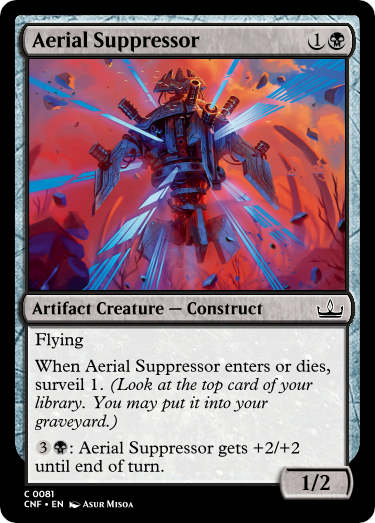 Aerial Suppressor 1
Artifact Creature — Construct
Flying
When Aerial Suppressor enters or dies,
surveil 1. (Look at the top card of your
library. You may put it into your
graveyard.)
3 : Aerial Suppressor gets +2/+2
until end of turn.
1/2
C 0081
CNF • EN Asur Misoa